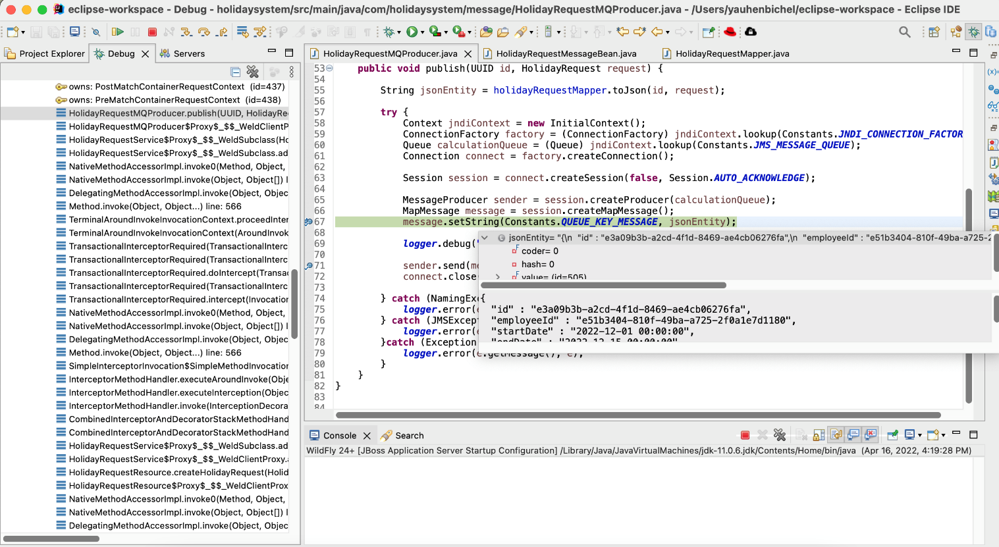 eclipse-workspace - Debug - holidaysystem/src/main/java/com/holidaysystem/message/HolidayRequestMQProducer.java - /Users/yauhenbichel/eclipse-workspace - Eclipse IDE
Project Explorer
Debug
Servers
owns: PostMatchContainerRequestContext (id=437)
owns: PreMatchContainerRequestContext (id=438)
HolidayRequestMQProducer.publish(UUID, HolidayRe
HolidayRequestMQProducer$Proxy$_$$_WeldClientP
HolidayRequestService$Proxy$_$$_WeldSubclass(Ho
HolidayRequestService$Proxy$_$$_WeldSubclass.ad
NativeMethodAccessorImpl.invoke0(Method, Object,
NativeMethodAccessorImpl.invoke(Object, Object[]) l
DelegatingMethodAccessorImpl.invoke(Object, Objec
Method.invoke(Object, Object...) line: 566
TerminalAroundInvokeInvocationContext.proceedInter
TerminalAroundInvokeInvocationContext(AroundInvok
TransactionalInterceptorRequired(TransactionalInterc
TransactionalInterceptorRequired(TransactionalInterc
TransactionalInterceptorRequired.doIntercept(Transac
TransactionalInterceptorRequired(TransactionalInterc
TransactionalInterceptorRequired.intercept(Invocation
NativeMethodAccessorImpl.invoke0(Method, Object,
NativeMethodAccessorImpl.invoke(Object, Object[]) l
DelegatingMethodAccessorImpl.invoke(Object, Objec
Method.invoke(Object, Object...) line: 566
SimpleInterceptorInvocation$SimpleMethodInvocation
InterceptorMethodHandler.executeAroundInvoke(Obje
InterceptorMethodHandler.executeInterception(Objec
InterceptorMethodHandler.invoke(InterceptionDecora
CombinedInterceptorAndDecoratorStackMethodHand
CombinedInterceptorAndDecoratorStackMethodHand
HolidayRequestService$Proxy$_$$_WeldSubclass.ad
HolidayRequestService$Proxy$_$$_WeldClientProxy.a
HolidayRequestResource.createHolidayRequest(Holid
HolidayRequestResource$Proxy$_$$_WeldClientProx
NativeMethodAccessorImpl.invoke0(Method, Object,
NativeMethodAccessorImpl.invoke(Object, Object[]) l
DelegatingMethodAccessorImpl.invoke(Object, Objec
HolidayRequestMQProducer.java
HolidayRequestMessageBean.java
HolidayRequestMapper.java
53 public void publish(UUID id, HolidayRequest request) {
54
55 String jsonEntity = holidayRequestMapper.toJson(id, request);
56
57 try {
58 Context jndiContext = new InitialContext();
59 ConnectionFactory factory = (ConnectionFactory) jndiContext.lookup(Constants.JNDI_CONNECTION_FACTOR
60 Queue calculationQueue = (Queue) jndiContext.lookup(Constants.JMS_MESSAGE_QUEUE);
61 Connection connect = factory.createConnection();
62
63 Session session = connect.createSession(false, Session.AUTO_ACKNOWLEDGE);
64
65 MessageProducer sender = session.createProducer(calculationQueue);
66 MapMessage message = session.createMapMessage();
67 message.setString(Constants.QUEUE_KEY_MESSAGE, jsonEntity);
68
69 logger.debug(
70
71 sender.send(me
72 connect.close
73
74 } catch (NamingExc
75 logger.error(e
76 } catch (JMSExcept
77 logger.error(e
78 }catch (Exception
79 logger.error(e.getMessage(), e);
80 }
81 }
82 }
83
84
jsonEntity= "{\n "id" : "e3a09b3b-a2cd-4f1d-8469-ae4cb06276fa",\n "employeeId" : "e51b3404-810f-49ba-a725-2
coder= 0
hash= 0
value= (id=505)
{
"id" : "e3a09b3b-a2cd-4f1d-8469-ae4cb06276fa",
"employeeId" : "e51b3404-810f-49ba-a725-2f0a1e7d1180",
"startDate" : "2022-12-01 00:00:00",
"endDate" : "2022-12-15 00:00:00"
Console
Search
WildFly 24+ [JBoss Application Server Startup Configuration] /Library/Java/JavaVirtualMachines/jdk-11.0.6.jdk/Contents/Home/bin/java (Apr 16, 2022, 4:19:28 PM)